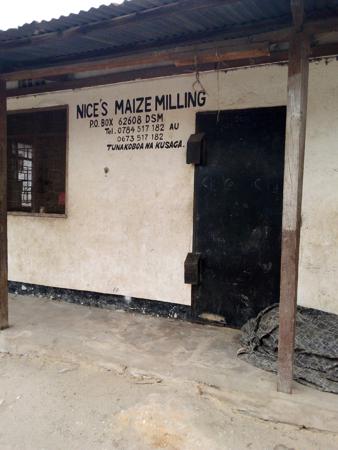 NICE'S MAIZE MILLING
P.O. BOX 62608 DSM
Tel. 0784 517 182 AU
0673 517 182
TUNAKOBOA NA KUSAGA.